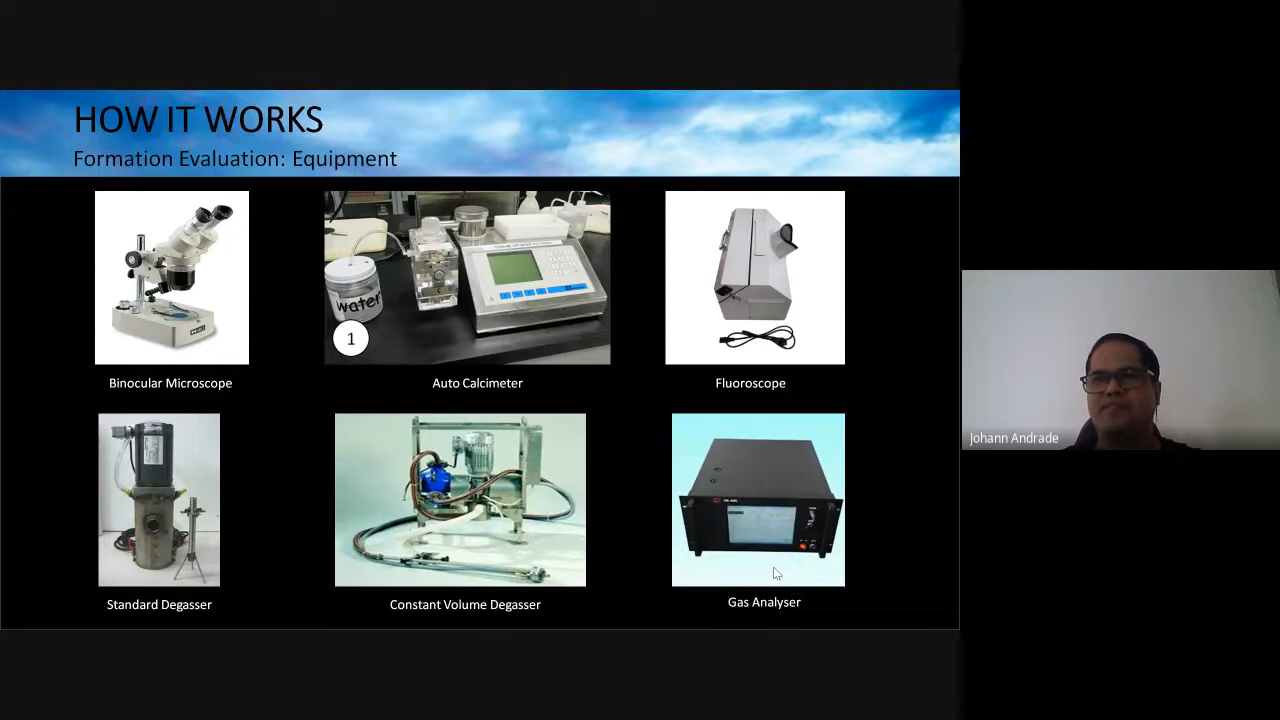 HOW IT WORKS
Formation Evaluation: Equipment
water
1
Binocular Microscope
Auto Calcimeter
Fluoroscope
Johann Andrade
Standard Degasser
Constant Volume Degasser
Gas Analyser